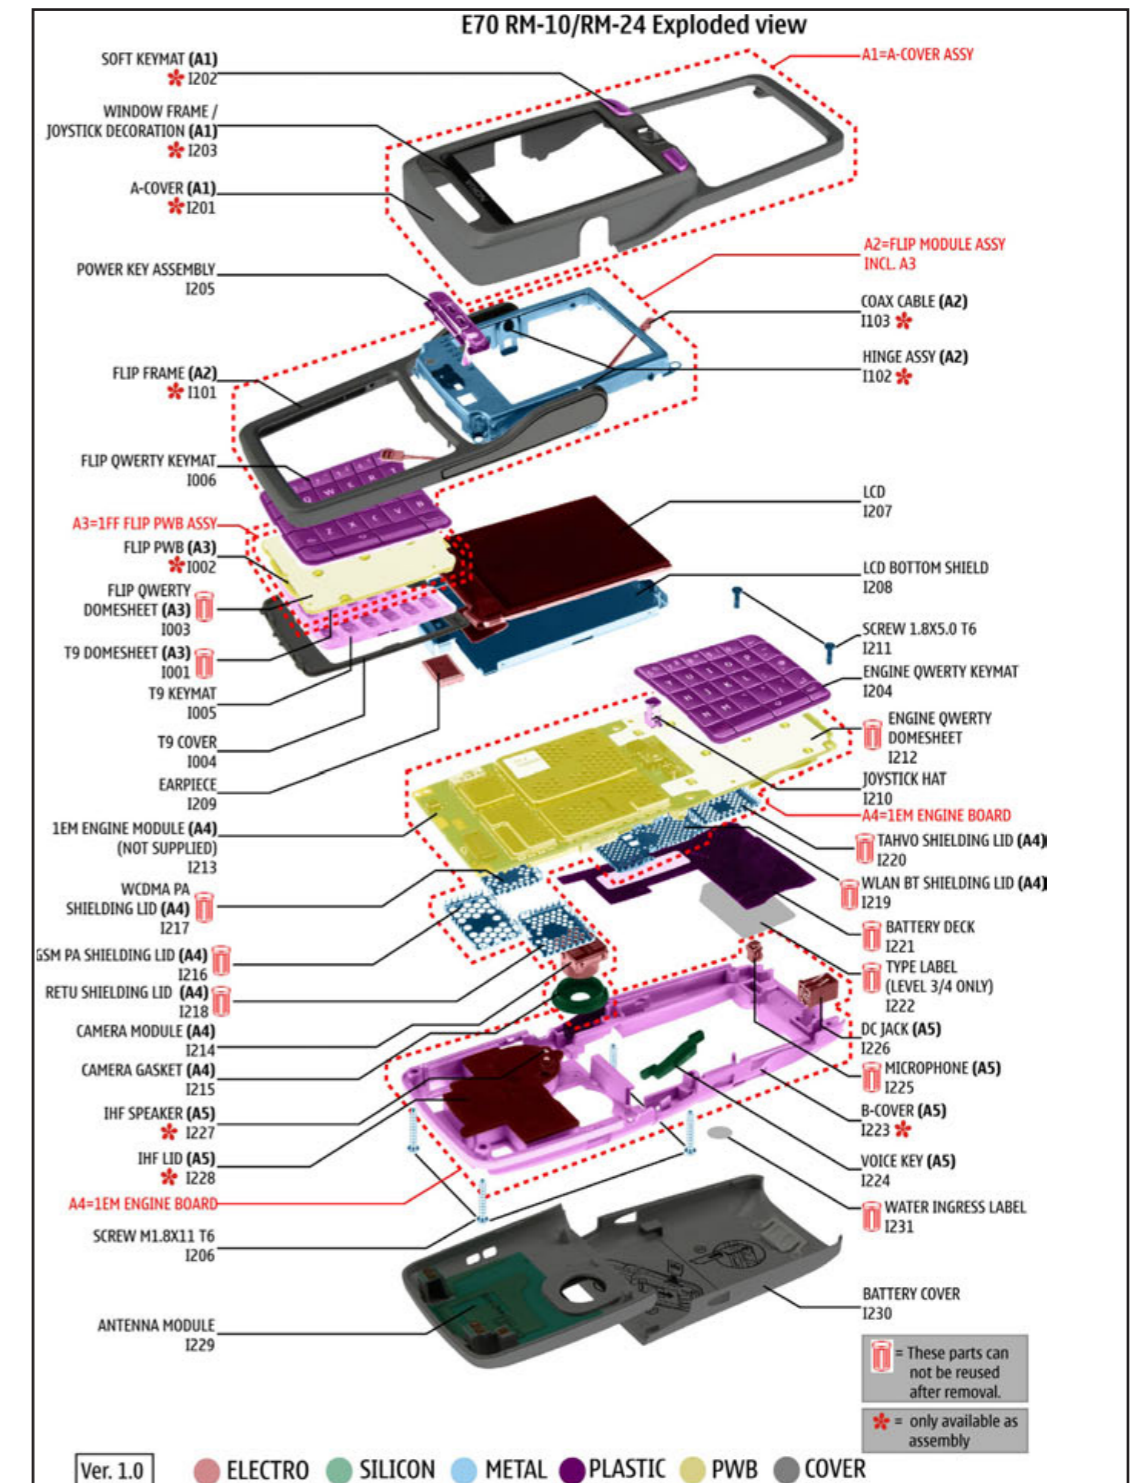 E70 RM-10/RM-24 Exploded view
SOFT KEYMAT (A1)
I202
A1=A-COVER ASSY
WINDOW FRAME /
JOYSTICK DECORATION (A1)
I203
A-COVER (A1)
I201
A2=FLIP MODULE ASSY
INCL. A3
POWER KEY ASSEMBLY
I205
COAX CABLE (A2)
I103
HINGE ASSY (A2)
I102
FLIP FRAME (A2)
I101
FLIP QWERTY KEYMAT
I006
LCD
I207
A3=1FF FLIP PWB ASSY
FLIP PWB (A3)
I002
LCD BOTTOM SHIELD
I208
FLIP QWERTY
DOMESHEET (A3)
I003
SCREW 1.8X5.0 T6
I211
T9 DOMESHEET (A3)
I001
ENGINE QWERTY KEYMAT
I204
T9 KEYMAT
I005
ENGINE QWERTY
DOMESHEET
I212
T9 COVER
I004
JOYSTICK HAT
I210
EARPIECE
I209
A4=1EM ENGINE BOARD
1EM ENGINE MODULE (A4)
(NOT SUPPLIED)
I213
TAHVO SHIELDING LID (A4)
I220
WCDMA PA
SHIELDING LID (A4)
I217
WLAN BT SHIELDING LID (A4)
I219
BATTERY DECK
I221
GSM PA SHIELDING LID (A4)
I216
TYPE LABEL
(LEVEL 3/4 ONLY)
I222
RETU SHIELDING LID (A4)
I218
CAMERA MODULE (A4)
I214
DC JACK (A5)
I226
CAMERA GASKET (A4)
I215
MICROPHONE (A5)
I225
IHF SPEAKER (A5)
I227
B-COVER (A5)
I223
IHF LID (A5)
I228
VOICE KEY (A5)
I224
A4=1EM ENGINE BOARD
WATER INGRESS LABEL
I231
SCREW M1.8X11 T6
I206
BATTERY COVER
I230
ANTENNA MODULE
I229
= These parts can
not be reused
after removal.
= only available as
assembly
Ver. 1.0
ELECTRO SILICON METAL PLASTIC PWB COVER